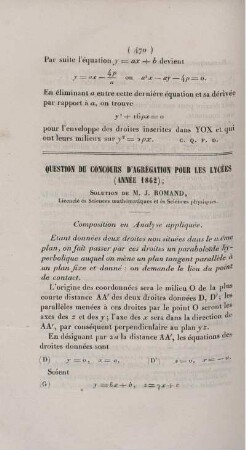 ( 470 )
Par suite l'équation y = ax + b devient
y = ax − 4p/a ou a²x − ay − 4p = 0.
En éliminant a entre cette dernière équation et sa dérivée
par rapport à a, on trouve
y² + 16px = 0
pour l'enveloppe des droites inscrites dans YOX et qui
ont leurs milieux sur y² = 2px. C. Q. F. D.
QUESTION DE CONCOURS D'AGRÉGATION POUR LES LYCÉES
(ANNÉE 1862);
SOLUTION DE M. J. ROMAND,
Licencié ès Sciences mathématiques et ès Sciences physiques.
Composition en Analyse appliquée.
Etant données deux droites non situées dans le même
plan, on fait passer par ces droites un paraboloïde hy-
perbolique auquel on mène un plan tangent parallèle à
un plan fixe et donné : on demande le lieu du point
de contact.
L'origine des coordonnées sera le milieu O de la plus
courte distance AA' des deux droites données D, D'; les
parallèles menées à ces droites par le point O seront les
axes des z et des y; l'axe des x sera dans la direction de
AA', par conséquent perpendiculaire au plan yz.
En désignant par 2a la distance AA', les équations des
droites données sont
(D) y = 0,
(D')
Soient
(G)